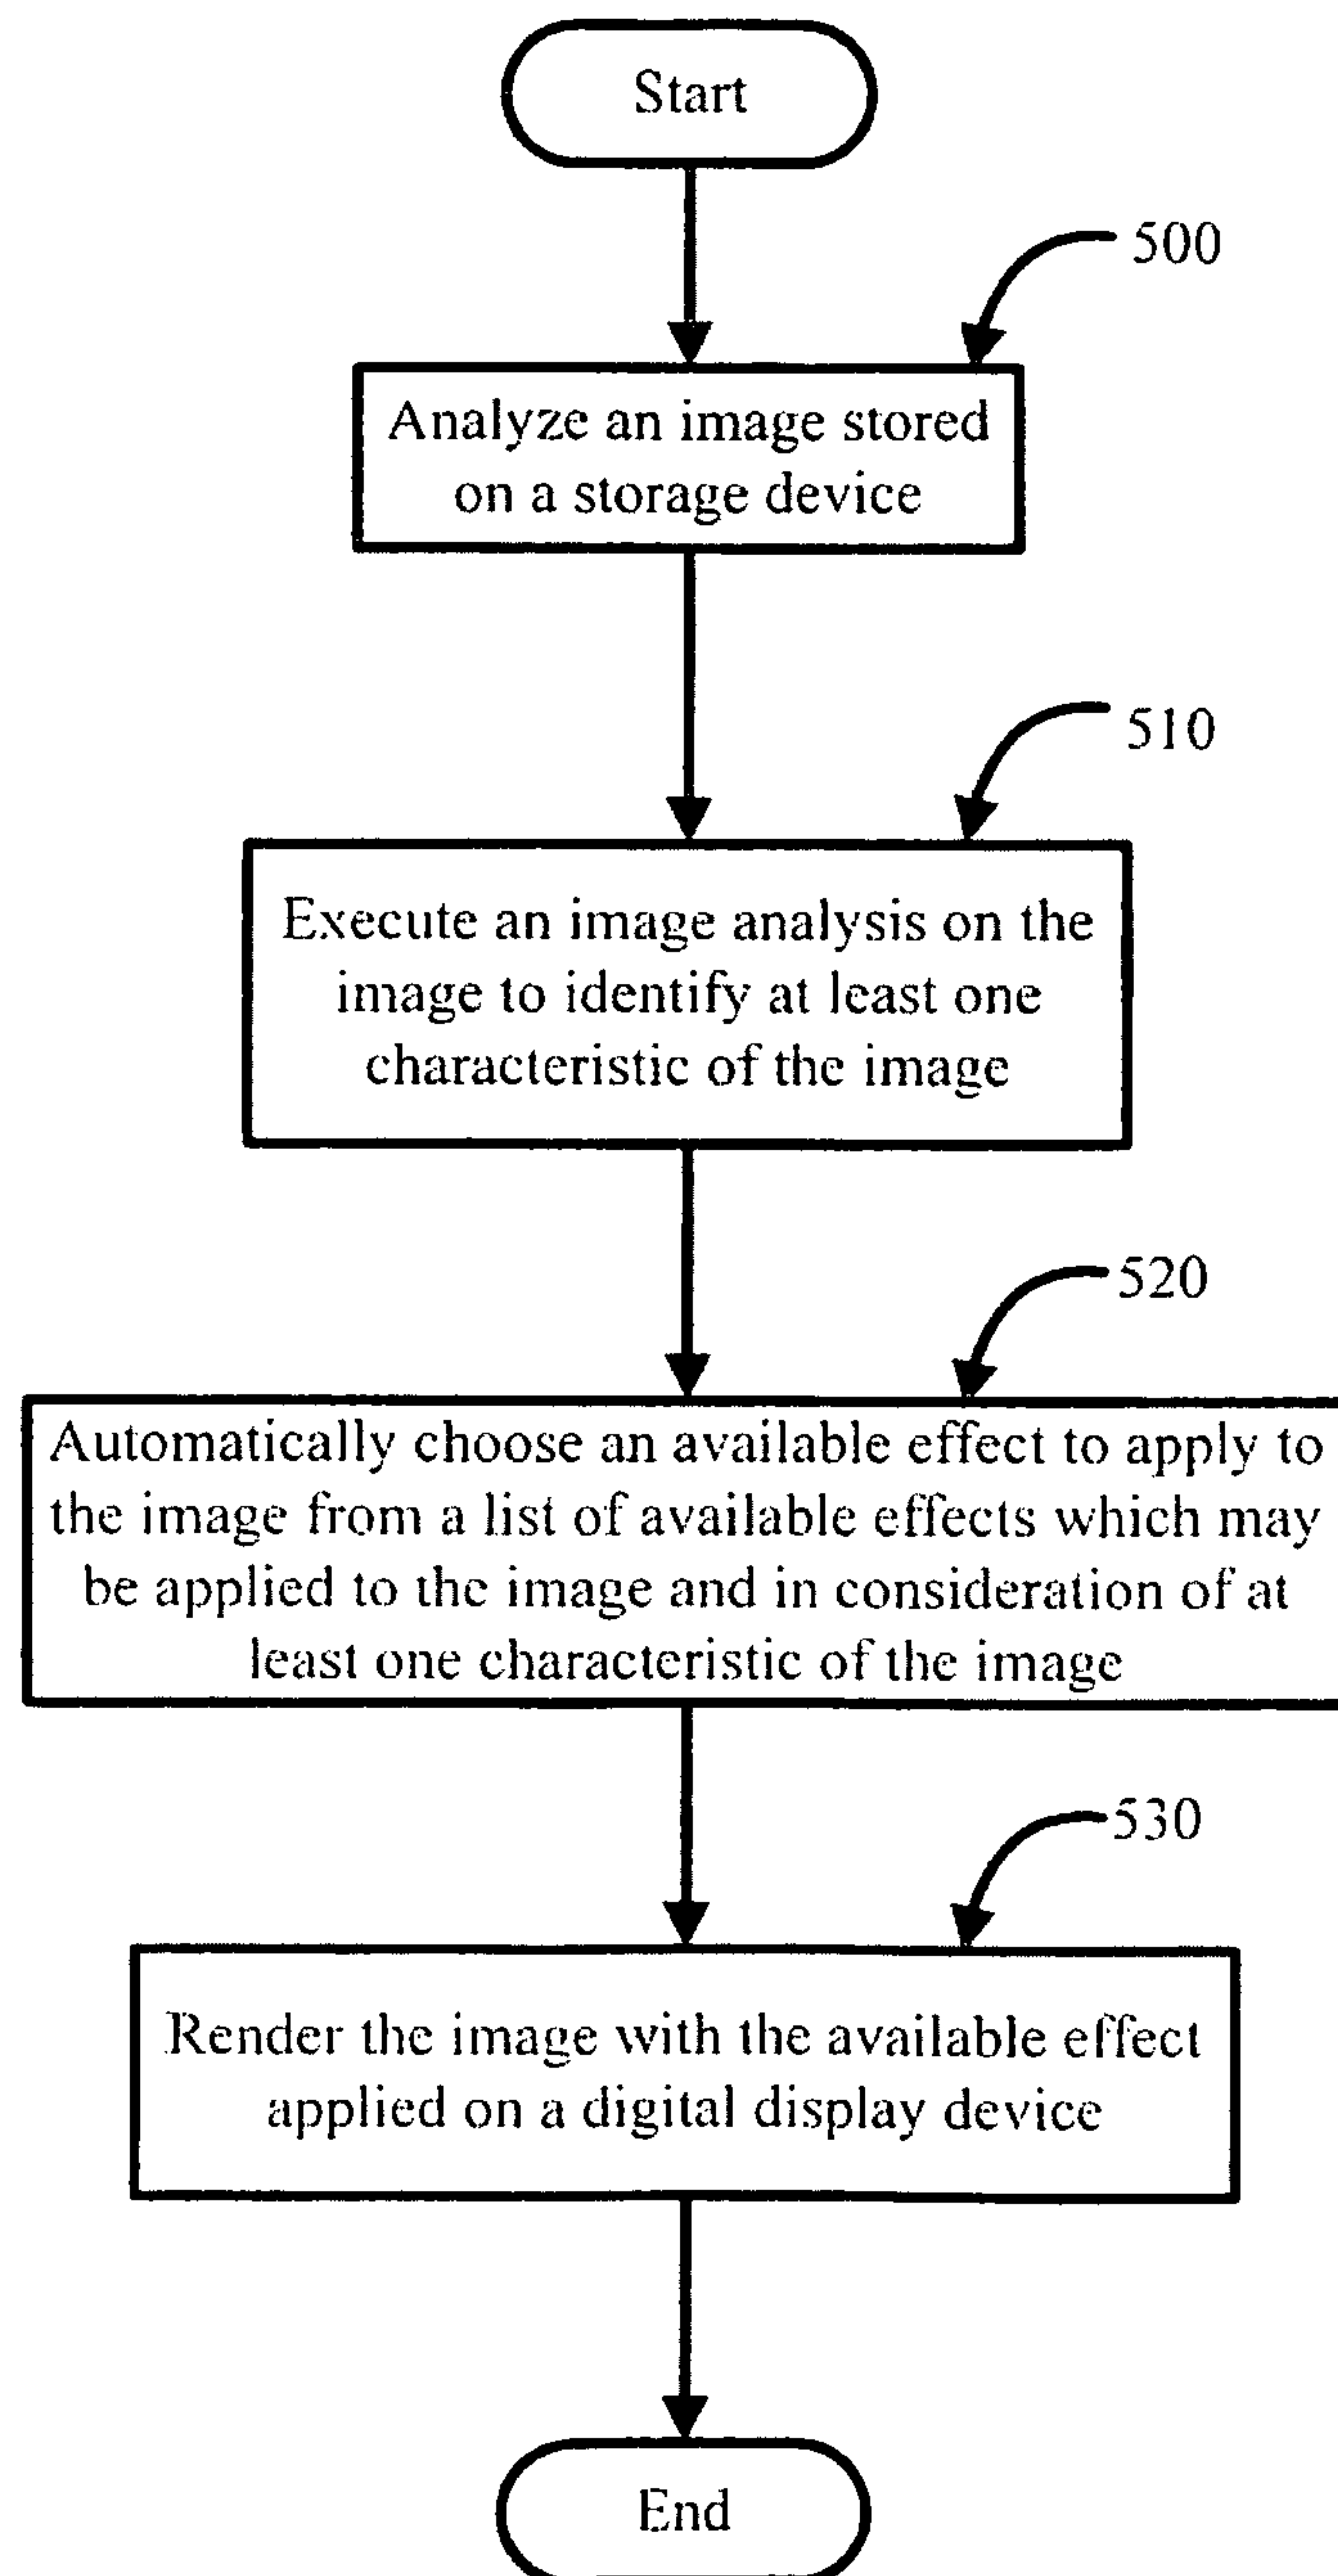 Start
500
Analyze an image stored
on a storage device
510
Execute an image analysis on the
image to identify at least one
characteristic of the image
520
Automatically choose an available effect to apply to
the image from a list of available effects which may
be applied to the image and in consideration of at
least one characteristic of the image
530
Render the image with the available effect
applied on a digital display device
End